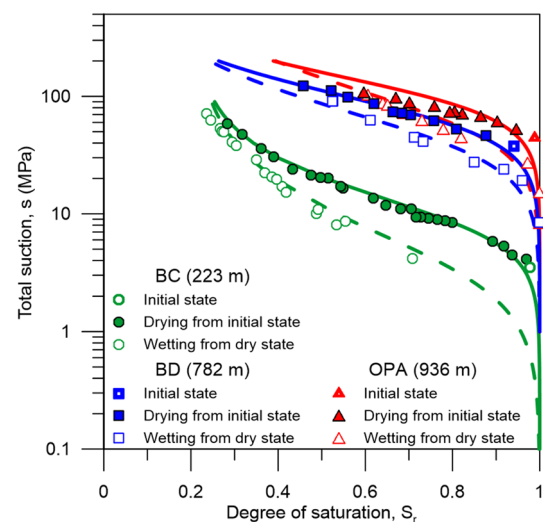 100
10
1
0.1
Total suction, s (MPa)
BC (223 m)
Initial state
Drying from initial state
Wetting from dry state
BD (782 m)
Initial state
Drying from initial state
Wetting from dry state
OPA (936 m)
Initial state
Drying from initial state
Wetting from dry state
0 0.2 0.4 0.6 0.8 1
Degree of saturation, Sr